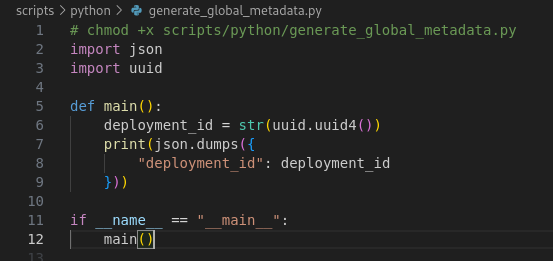 scripts > python > generate_global_metadata.py
1 # chmod +x scripts/python/generate_global_metadata.py
2 import json
3 import uuid
4
5 def main():
6     deployment_id = str(uuid.uuid4())
7     print(json.dumps({
8         "deployment_id": deployment_id
9     }))
10
11 if __name__ == "__main__":
12     main()
13